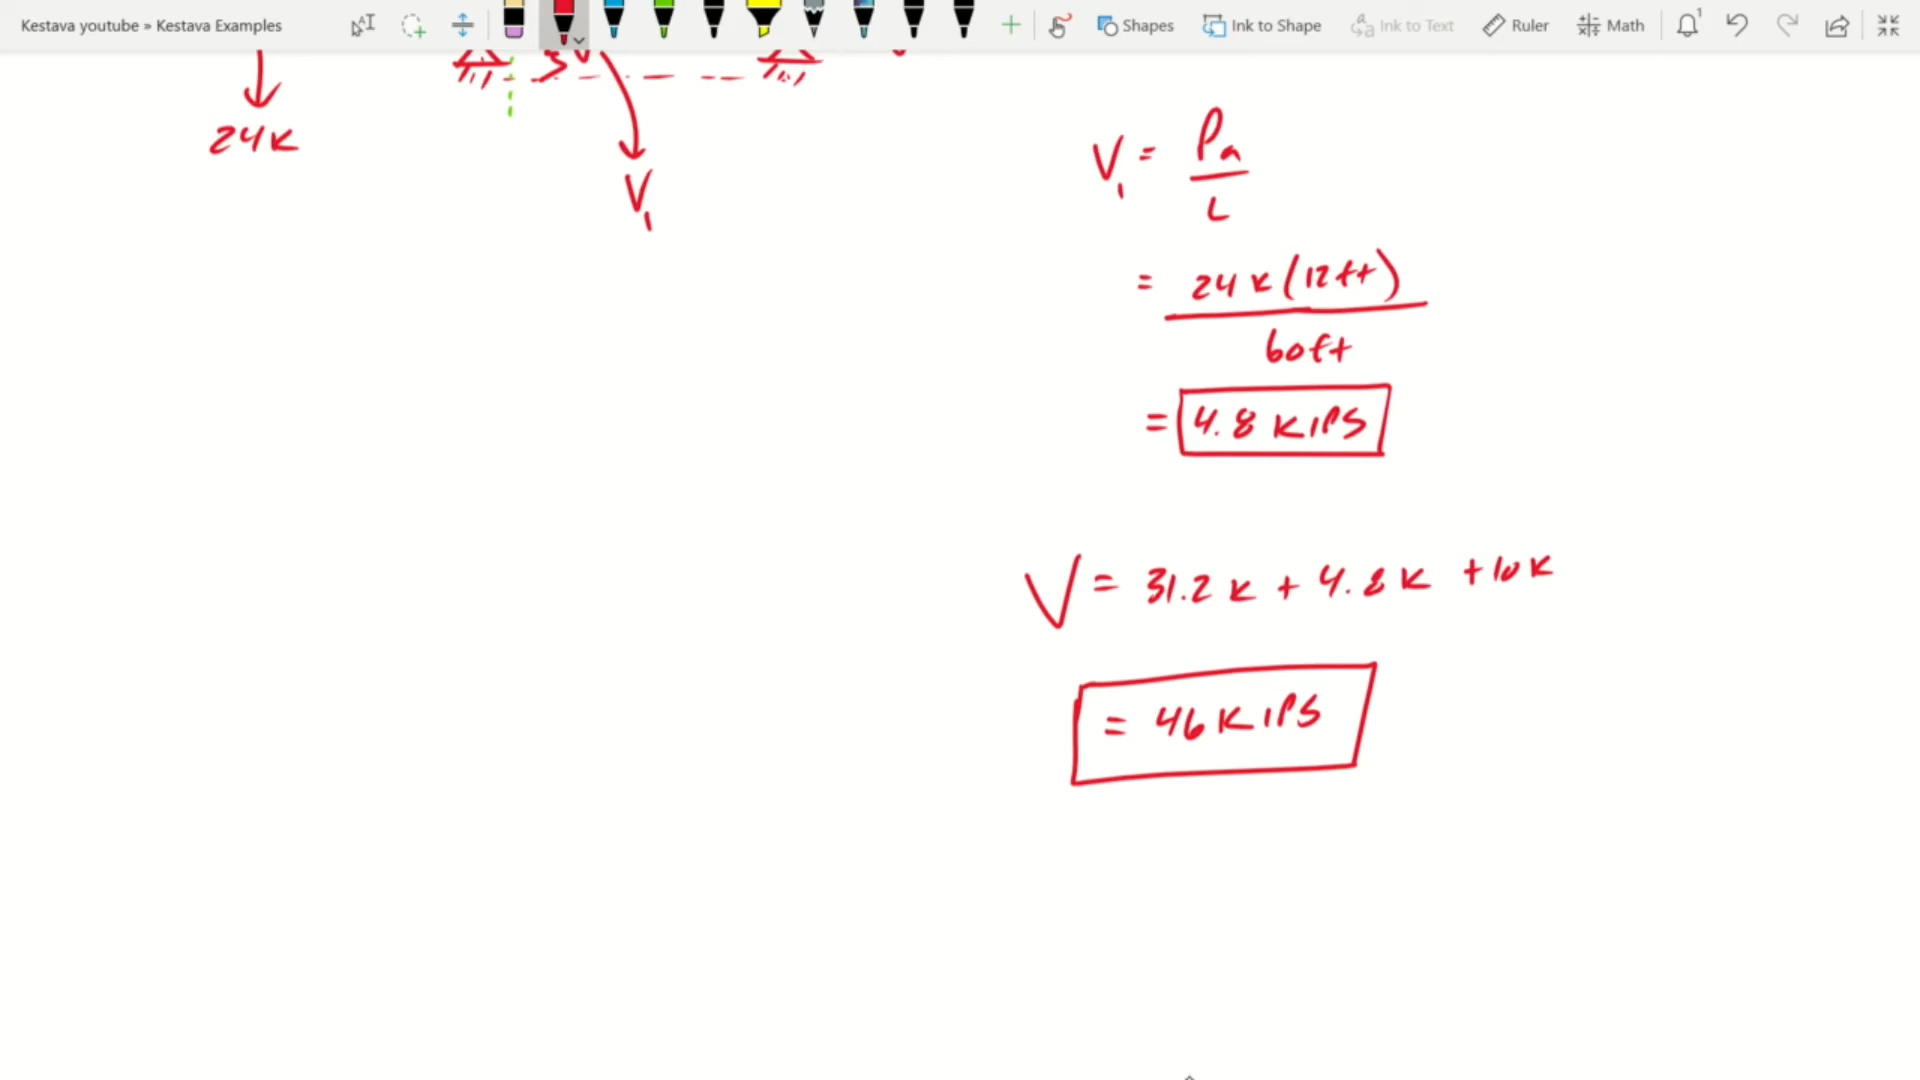 Kestava youtube » Kestava Examples
Shapes
Ink to Shape
Ink to Text
Ruler
Math
1
24K
V₁
V₁ = Pa
L
= 24K (12ft)
60ft
= 4.8 KIPS
V = 31.2K + 4.8K + 10K
= 46 KIPS